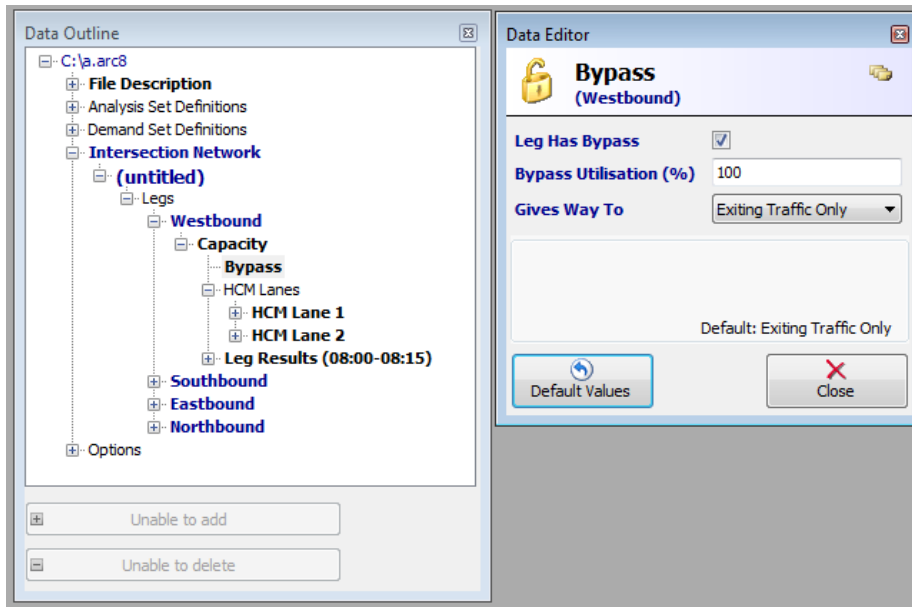 Data Outline
C:\a.arc8
File Description
Analysis Set Definitions
Demand Set Definitions
Intersection Network
(untitled)
Legs
Westbound
Capacity
Bypass
HCM Lanes
HCM Lane 1
HCM Lane 2
Leg Results (08:00-08:15)
Southbound
Eastbound
Northbound
Options
Unable to add
Unable to delete
Data Editor
Bypass
(Westbound)
Leg Has Bypass
Bypass Utilisation (%) 100
Gives Way To Exiting Traffic Only
Default: Exiting Traffic Only
Default Values Close